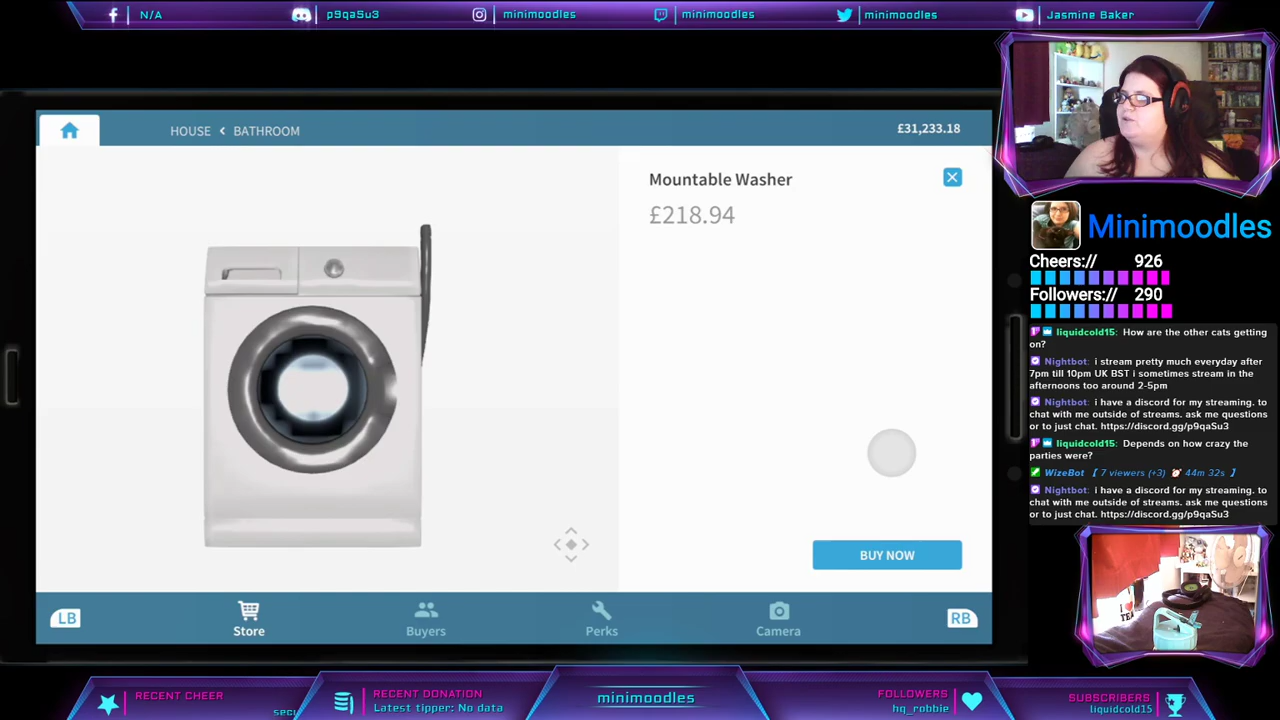 N/A
p9qaSu3
minimoodles
minimoodles
minimoodles
Jasmine Baker
HOUSE < BATHROOM
£31,233.18
Mountable Washer
£218.94
BUY NOW
LB
Store
Buyers
Perks
Camera
RB
Minimoodles
Cheers:// 926
Followers:// 290
liquidcold15: How are the other cats getting
on?
Nightbot: i stream pretty much everyday after
7pm till 10pm UK BST i sometimes stream in the
afternoons too around 2-5pm
Nightbot: i have a discord for my streaming. to
chat with me outside of streams. ask me questions
or to just chat. https://discord.gg/p9qaSu3
liquidcold15: Depends on how crazy the
parties were?
WizeBot 【 7 viewers (+3) ⏰ 44m 32s 】
Nightbot: i have a discord for my streaming. to
chat with me outside of streams. ask me questions
or to just chat. https://discord.gg/p9qaSu3
I ♥
TEA
RECENT CHEER
RECENT DONATION
Latest tipper: No data
minimoodles
FOLLOWERS
hq_robbie
SUBSCRIBERS
liquidcold15